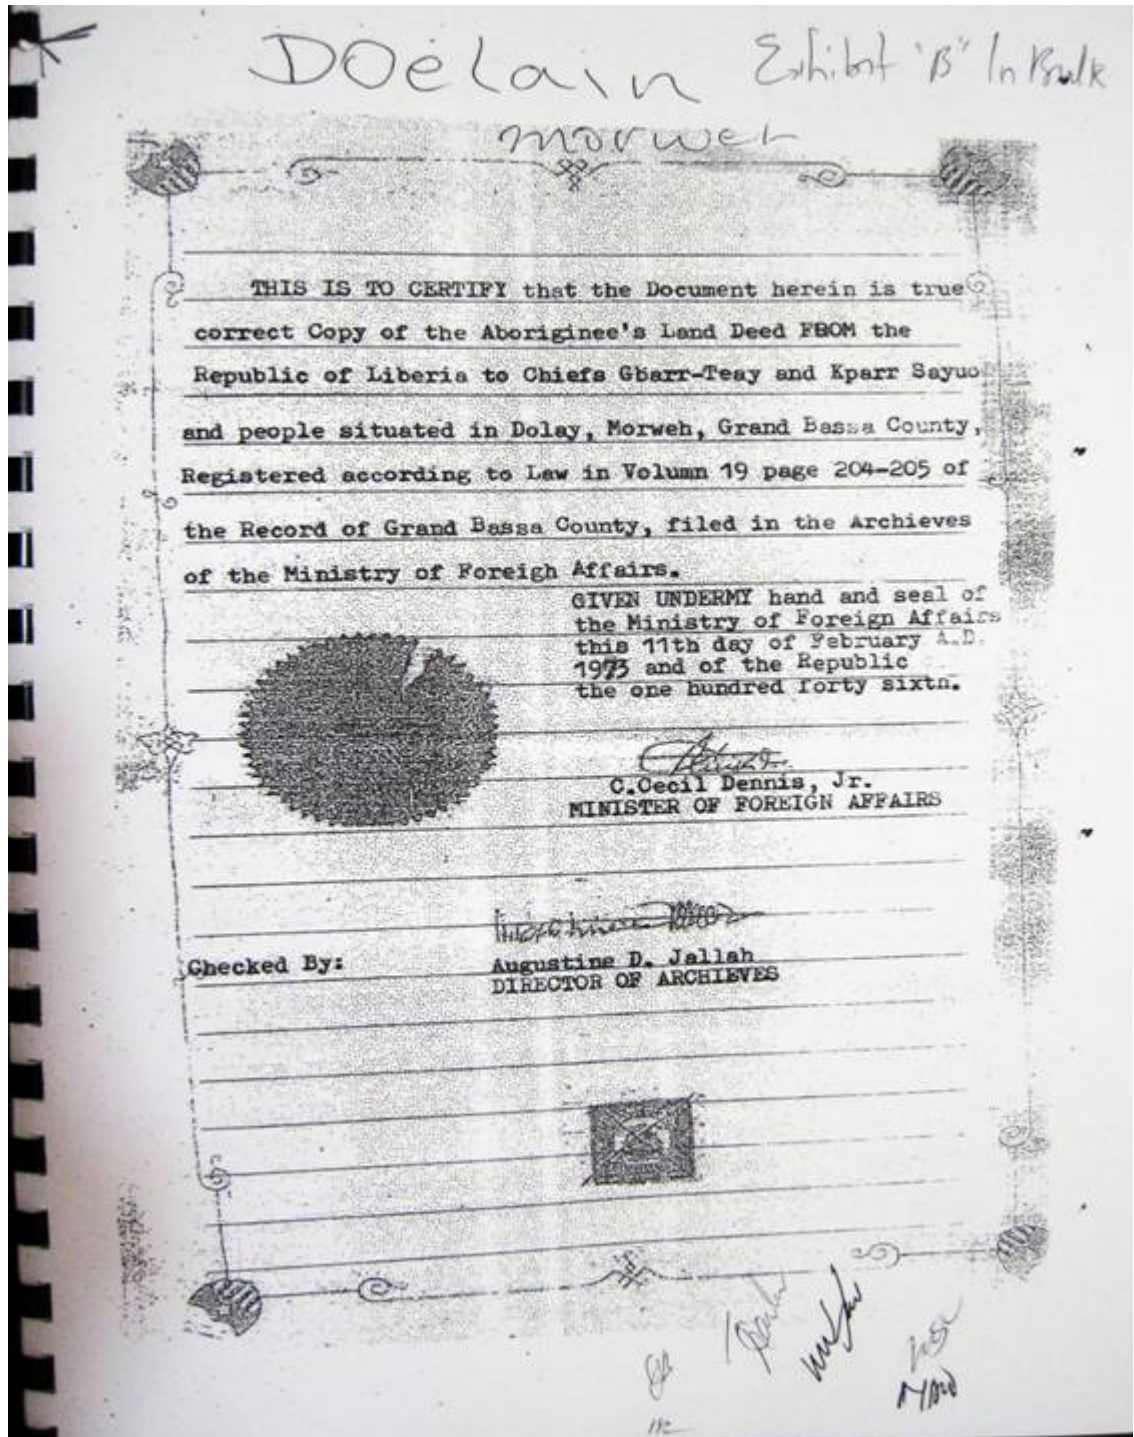 DOelain Exhibit "B" In Bulk
morweh
THIS IS TO CERTIFY that the Document herein is true
correct Copy of the Aboriginee's Land Deed FROM the
Republic of Liberia to Chiefs Gbarr-Teay and Kparr Sayuo
and people situated in Dolay, Morweh, Grand Bassa County,
Registered according to Law in Volumn 19 page 204-205 of
the Record of Grand Bassa County, filed in the Archieves
of the Ministry of Foreigh Affairs.
GIVEN UNDERMY hand and seal of
the Ministry of Foreign Affairs
this 11th day of February A.D.
1973 and of the Republic
the one hundred forty sixth.
C.Cecil Dennis, Jr.
MINISTER OF FOREIGN AFFAIRS
Checked By: Augustine D. Jallah
DIRECTOR OF ARCHIEVES